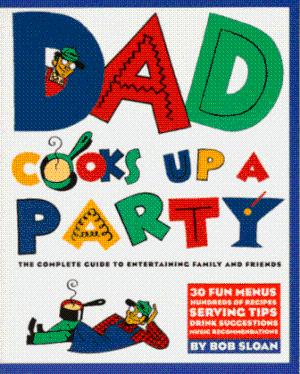 DAD
COOKS UP A
PARTY
THE COMPLETE GUIDE TO ENTERTAINING FAMILY AND FRIENDS
30 FUN MENUS
HUNDREDS OF RECIPES
SERVING TIPS
DRINK SUGGESTIONS
MUSIC RECOMMENDATIONS
BY BOB SLOAN